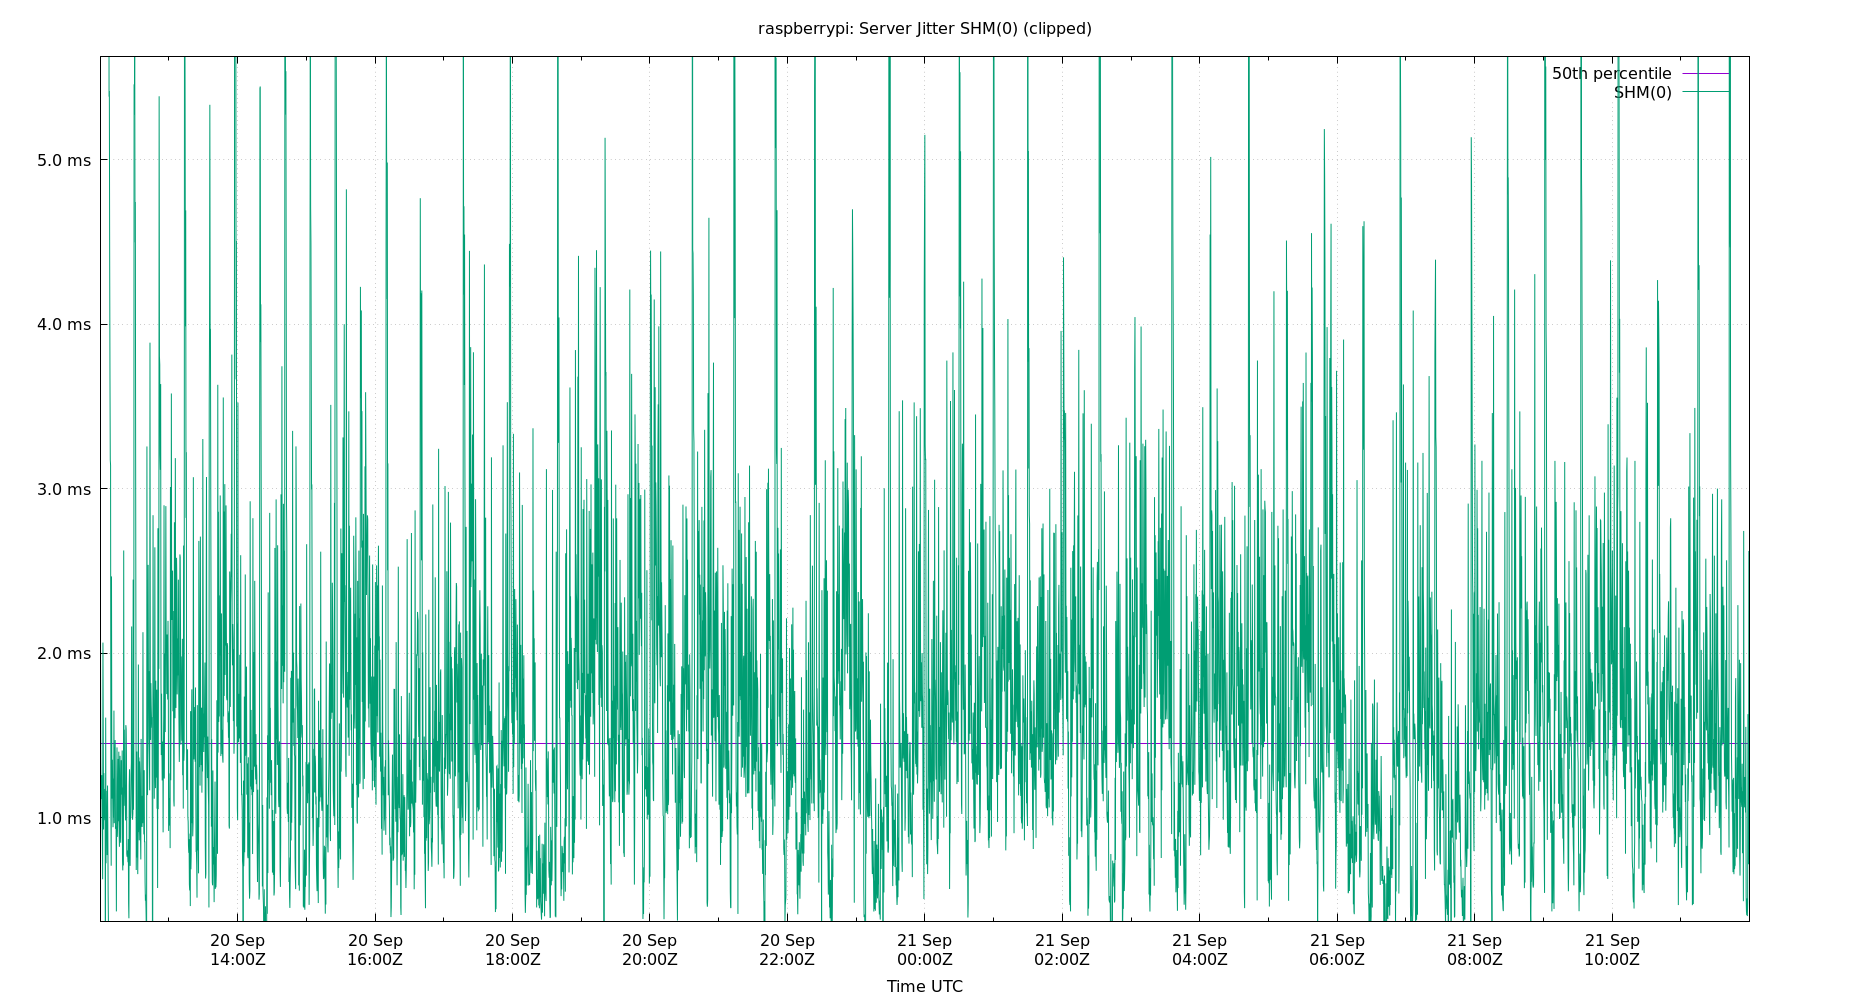 raspberrypi: Server Jitter SHM(0) (clipped)
50th percentile
SHM(0)
5.0 ms
4.0 ms
3.0 ms
2.0 ms
1.0 ms
20 Sep 20 Sep 20 Sep 20 Sep 20 Sep 21 Sep 21 Sep 21 Sep 21 Sep 21 Sep 21 Sep
14:00Z 16:00Z 18:00Z 20:00Z 22:00Z 00:00Z 02:00Z 04:00Z 06:00Z 08:00Z 10:00Z
Time UTC